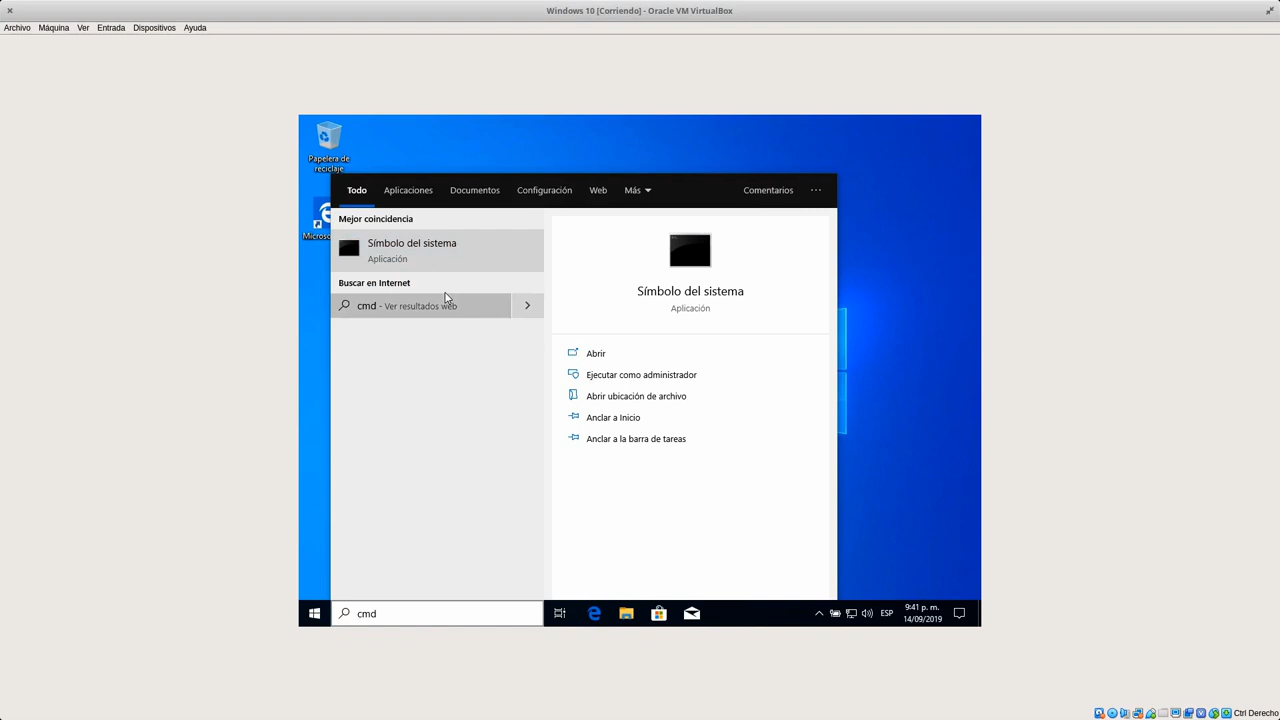 Windows 10 [Corriendo] - Oracle VM VirtualBox
Archivo Máquina Ver Entrada Dispositivos Ayuda
Papelera de
reciclaje
Todo Aplicaciones Documentos Configuración Web Más Comentarios
Mejor coincidencia
Símbolo del sistema
Aplicación
Buscar en Internet
cmd - Ver resultados web
Símbolo del sistema
Aplicación
Abrir
Ejecutar como administrador
Abrir ubicación de archivo
Anclar a Inicio
Anclar a la barra de tareas
cmd
ESP
9:41 p. m.
14/09/2019
Ctrl Derecho